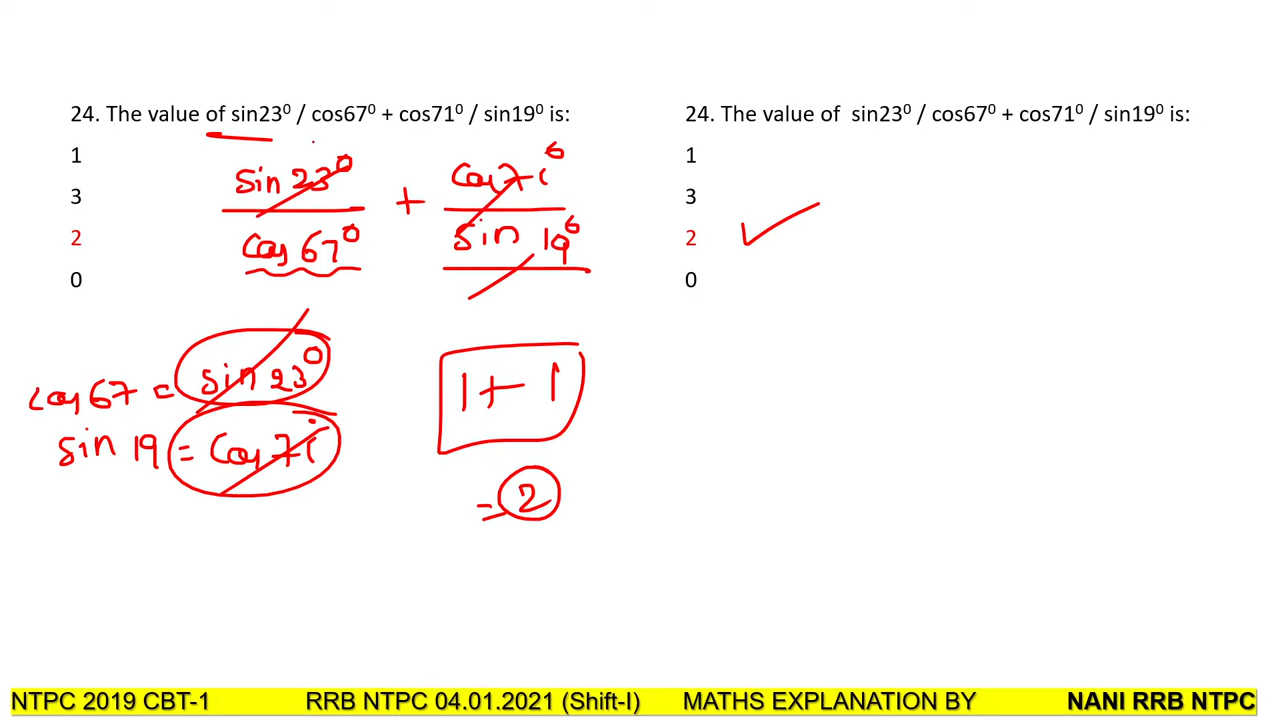 24. The value of sin23⁰ / cos67⁰ + cos71⁰ / sin19⁰ is:
1
3
2
0
sin 23⁰ + cos 71⁰
cos 67⁰ sin 19⁰
cos 67 = sin 23⁰
sin 19 = cos 71
1 + 1
= 2
24. The value of sin23⁰ / cos67⁰ + cos71⁰ / sin19⁰ is:
1
3
2
0
NTPC 2019 CBT-1 RRB NTPC 04.01.2021 (Shift-I) MATHS EXPLANATION BY NANI RRB NTPC